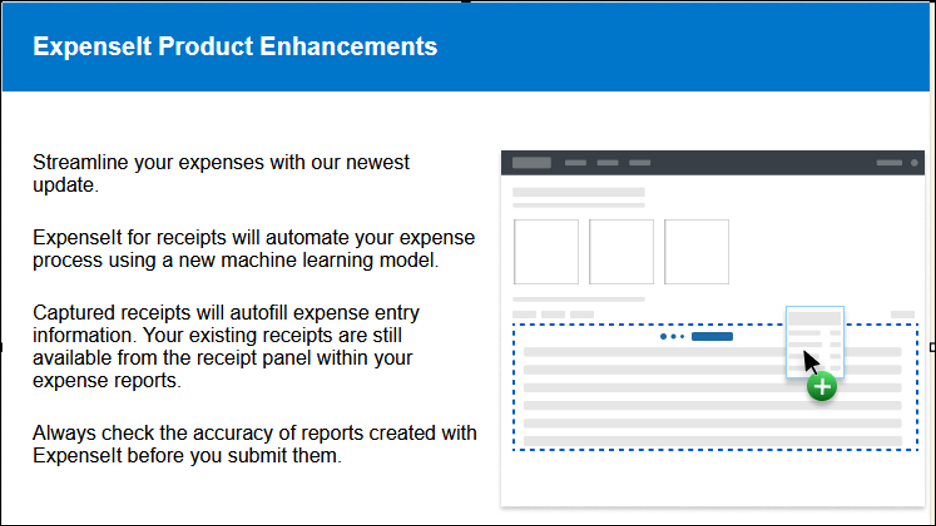 ExpenseIt Product Enhancements
Streamline your expenses with our newest
update.
ExpenseIt for receipts will automate your expense
process using a new machine learning model.
Captured receipts will autofill expense entry
information. Your existing receipts are still
available from the receipt panel within your
expense reports.
Always check the accuracy of reports created with
ExpenseIt before you submit them.